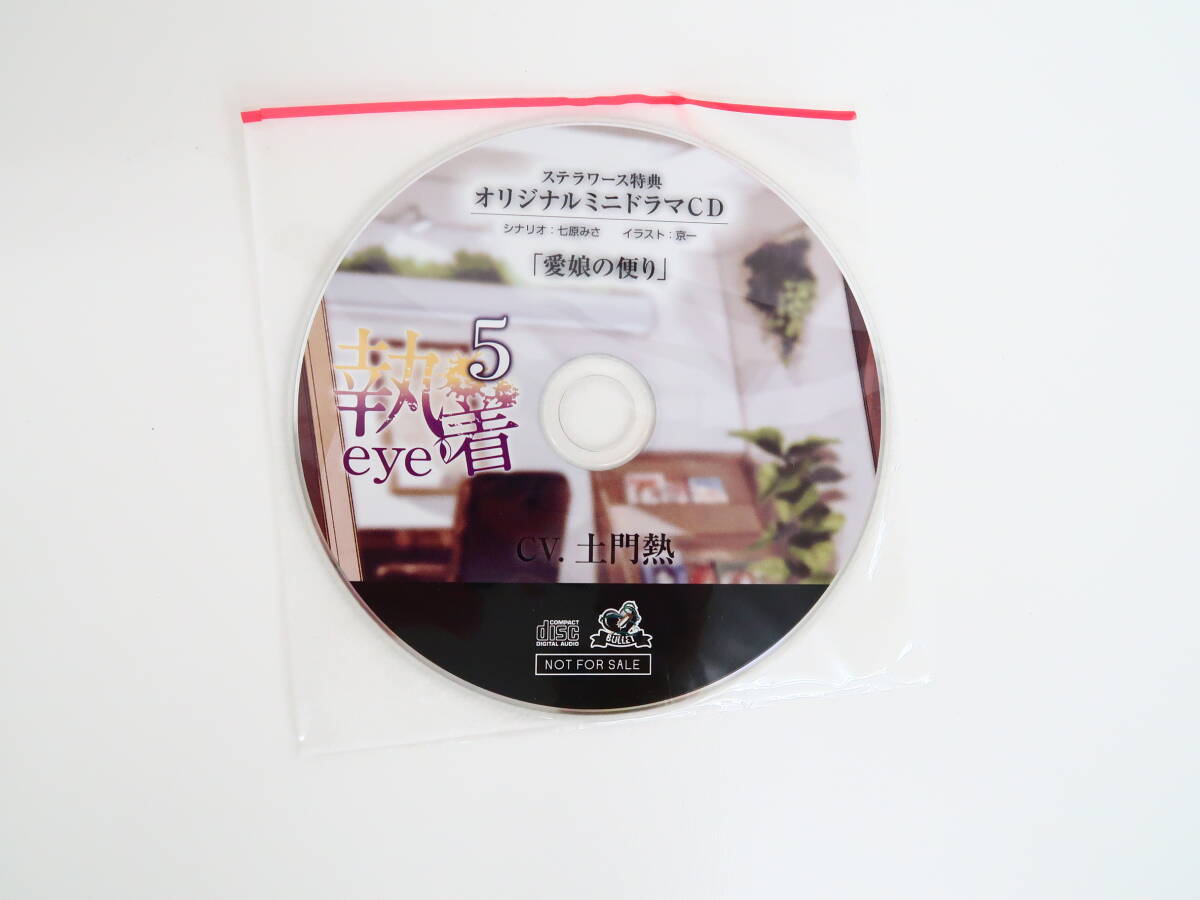 ステラワース特典
オリジナルミニドラマCD
シナリオ：七原みさ　イラスト：京一
「愛娘の便り」
執着
5
eye
CV. 土門熱
COMPACT
disc
DIGITAL AUDIO
BULLET
NOT FOR SALE